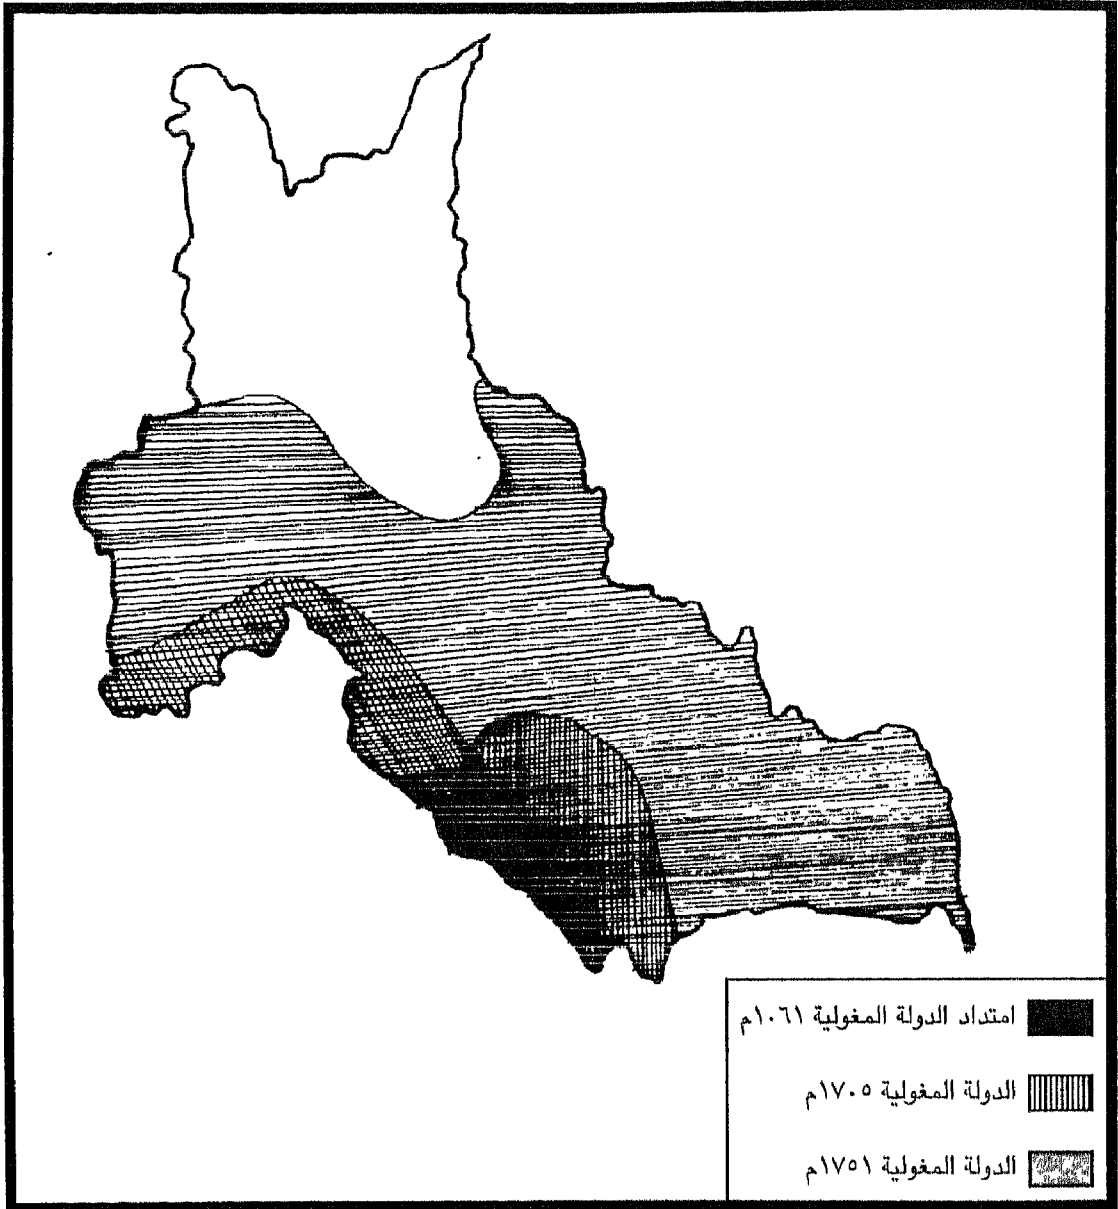 امتداد الدولة المغولية ١٠٦١م
الدولة المغولية ١٧٠٥م
الدولة المغولية ١٧٥١م